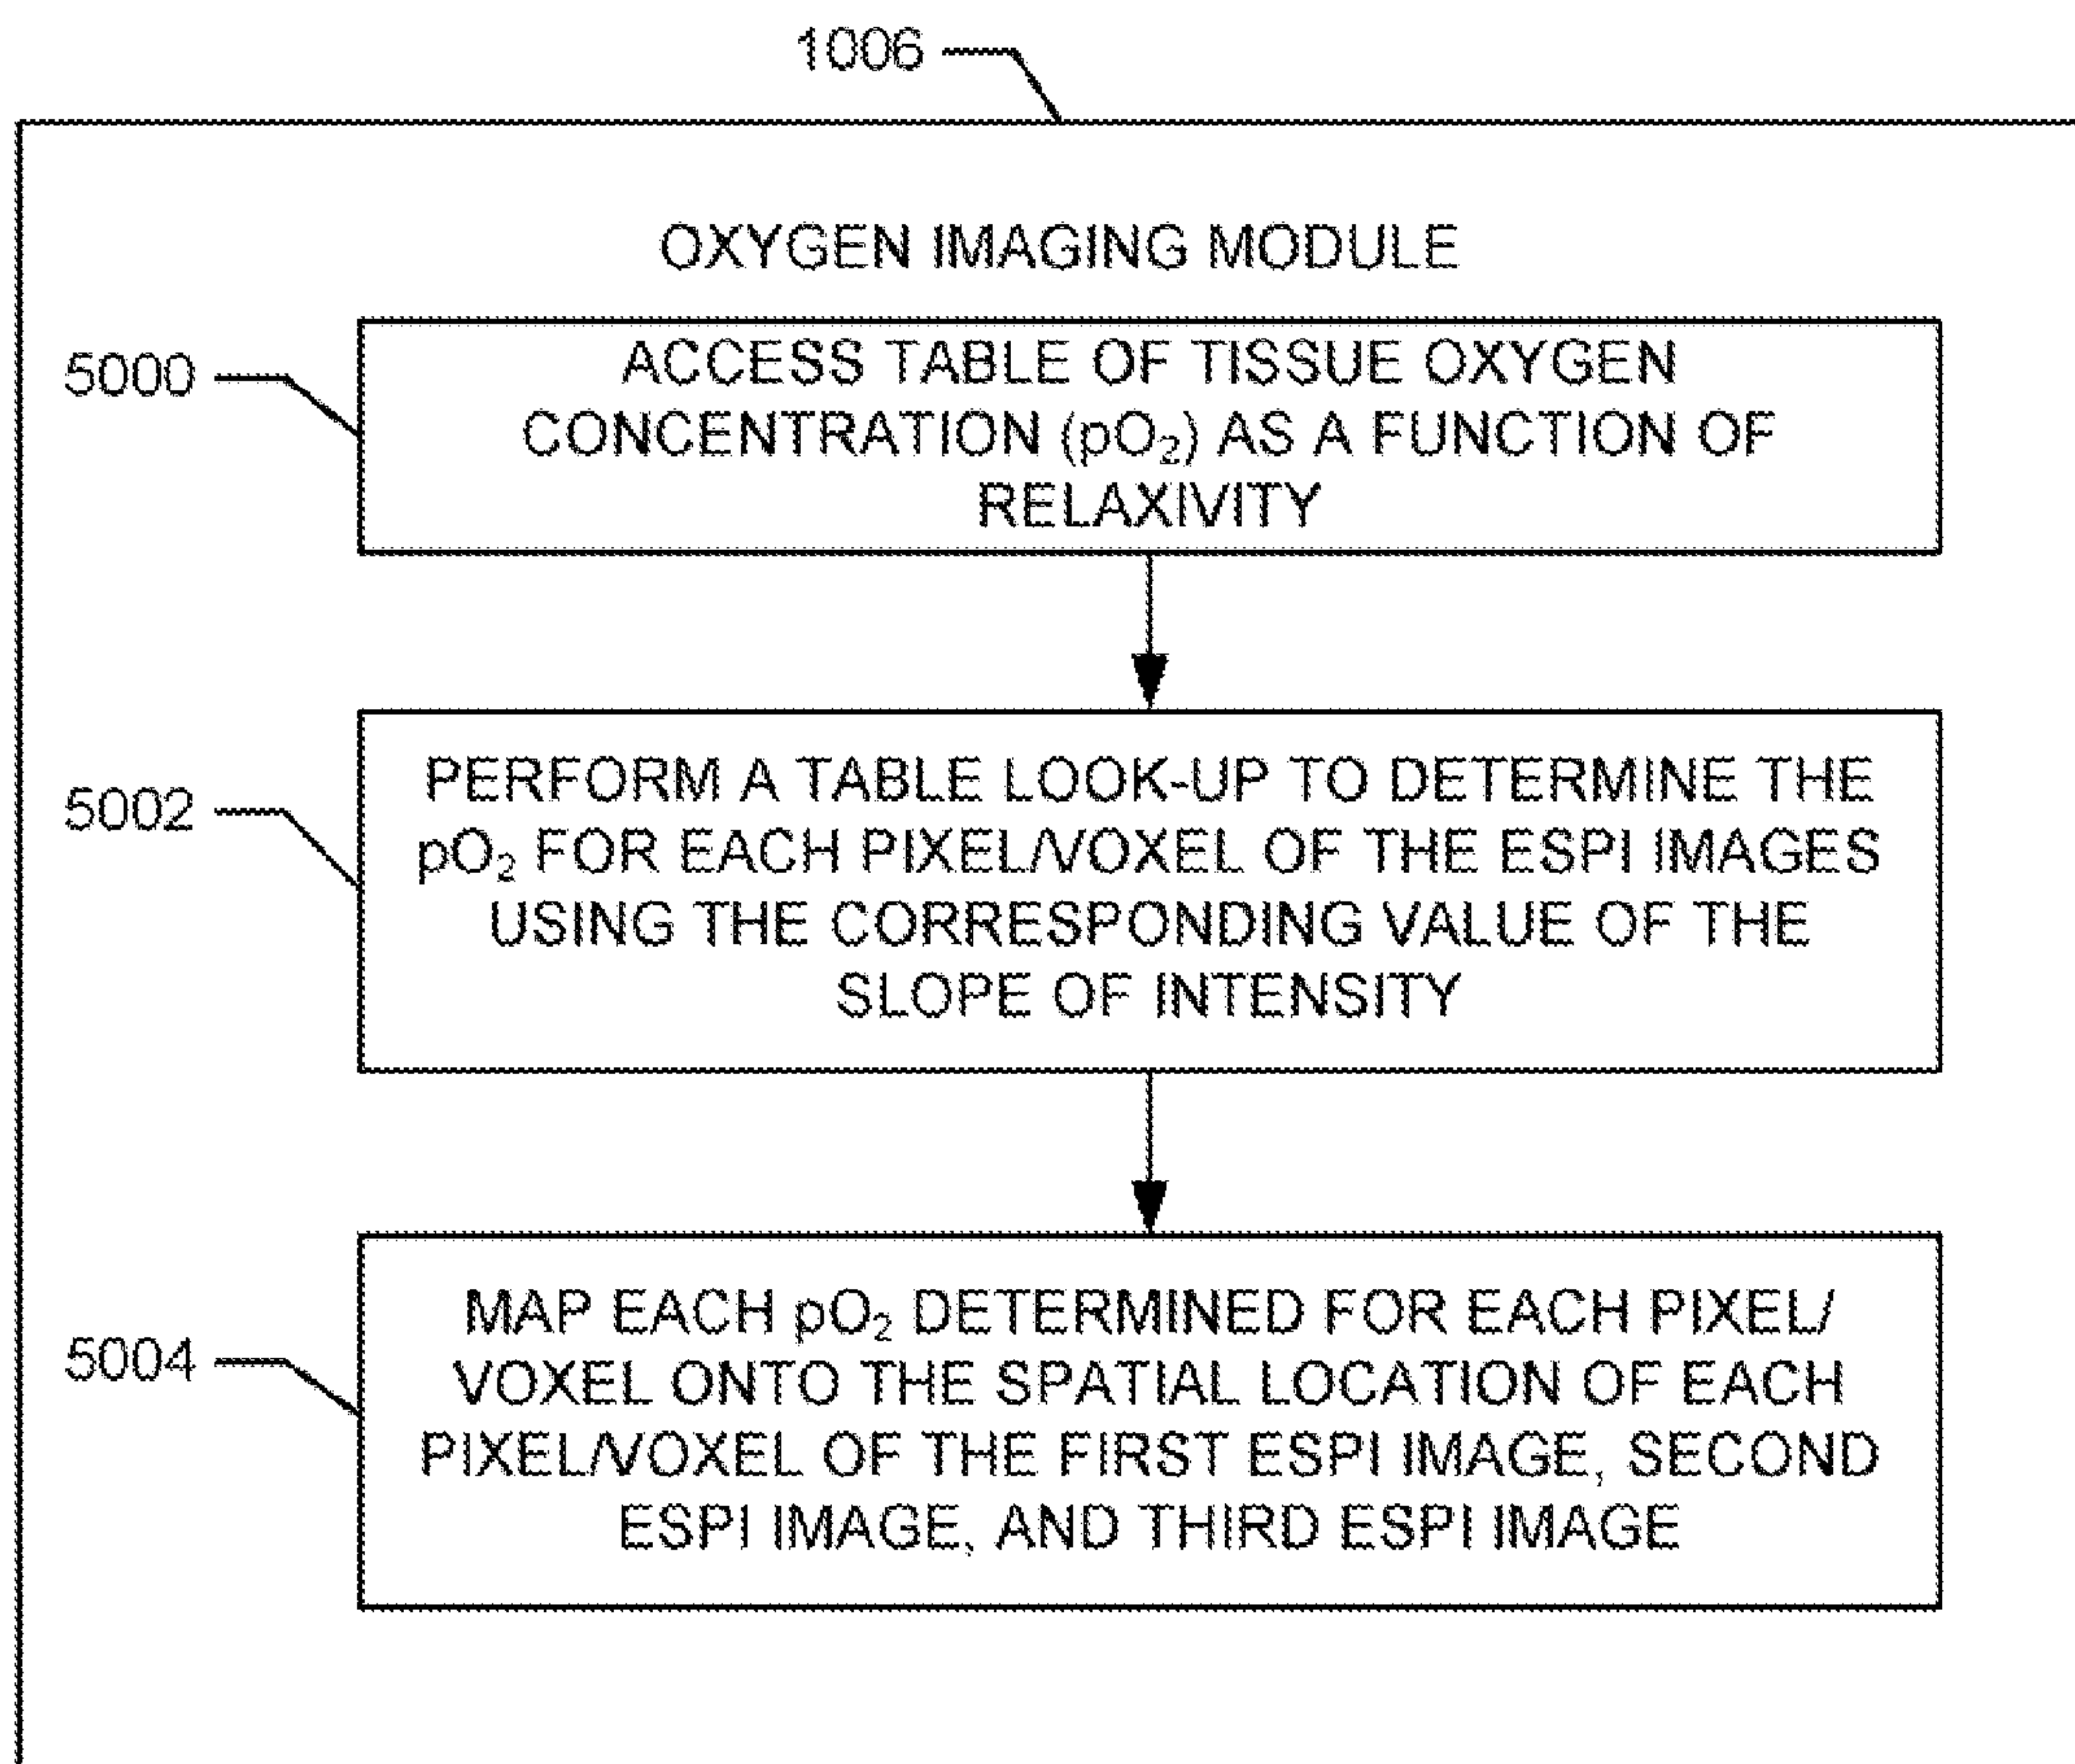 1006
OXYGEN IMAGING MODULE
5000
ACCESS TABLE OF TISSUE OXYGEN
CONCENTRATION (pO₂) AS A FUNCTION OF
RELAXIVITY
5002
PERFORM A TABLE LOOK-UP TO DETERMINE THE
pO₂ FOR EACH PIXEL/VOXEL OF THE ESPI IMAGES
USING THE CORRESPONDING VALUE OF THE
SLOPE OF INTENSITY
5004
MAP EACH pO₂ DETERMINED FOR EACH PIXEL/
VOXEL ONTO THE SPATIAL LOCATION OF EACH
PIXEL/VOXEL OF THE FIRST ESPI IMAGE, SECOND
ESPI IMAGE, AND THIRD ESPI IMAGE